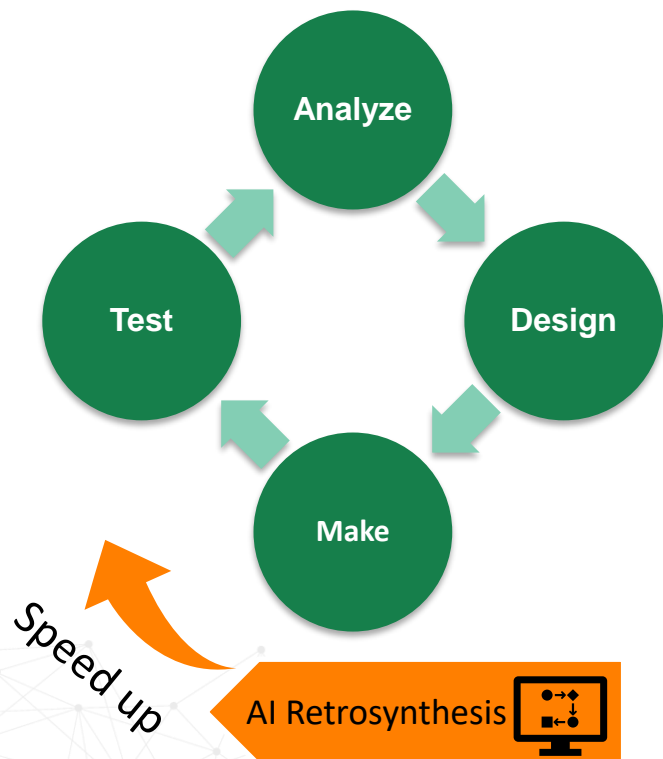 Analyze
Test
Design
Make
Speed up
AI Retrosynthesis